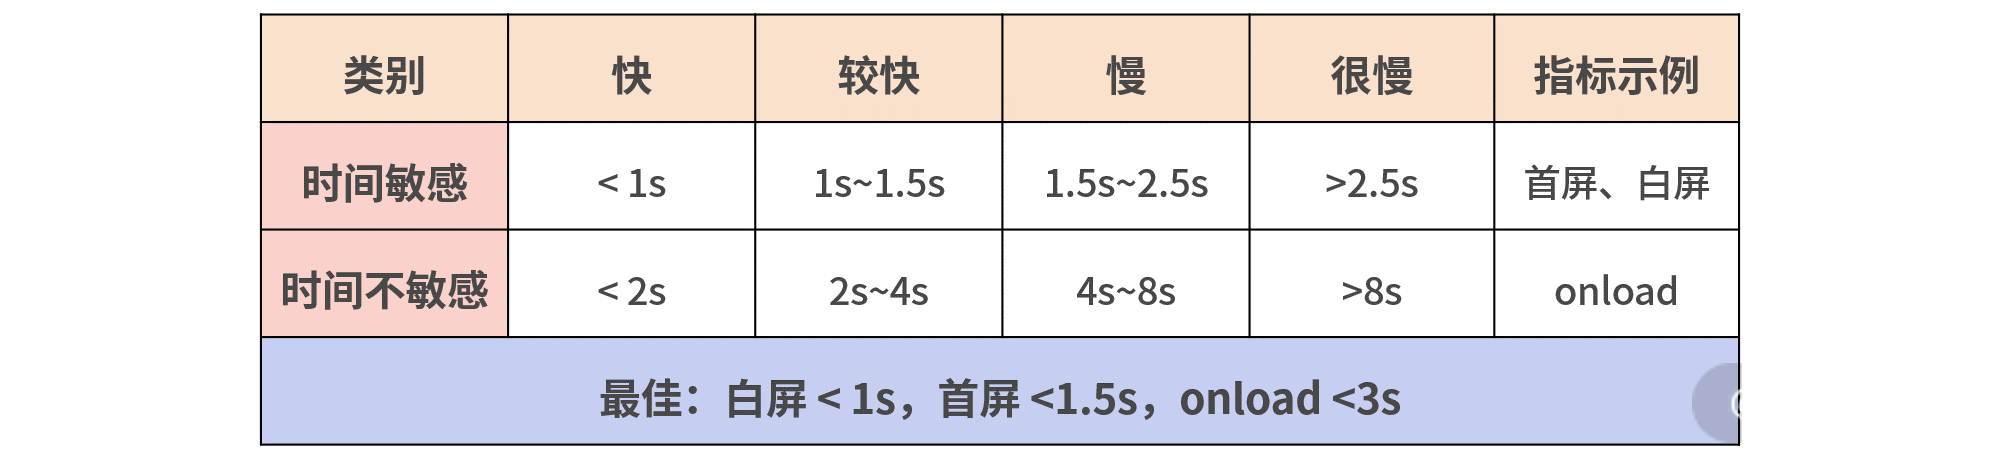 类别 快 较快 慢 很慢 指标示例
时间敏感 < 1s 1s~1.5s 1.5s~2.5s >2.5s 首屏、白屏
时间不敏感 < 2s 2s~4s 4s~8s >8s onload
最佳：白屏 < 1s，首屏 <1.5s，onload <3s